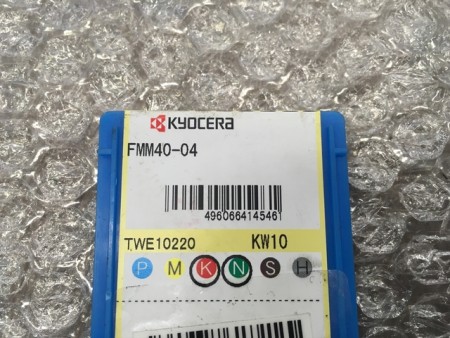 KYOCERA
FMM40-04
4960664145461
TWE10220 KW10
P M K N S H